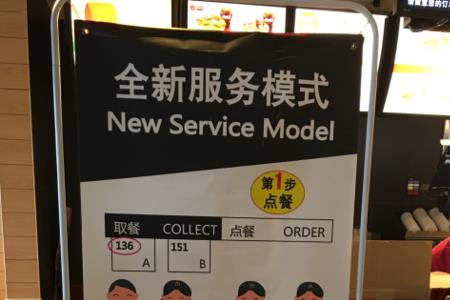 全新服务模式
New Service Model
第1步
点餐
取餐 COLLECT 点餐 ORDER
136 151
A B